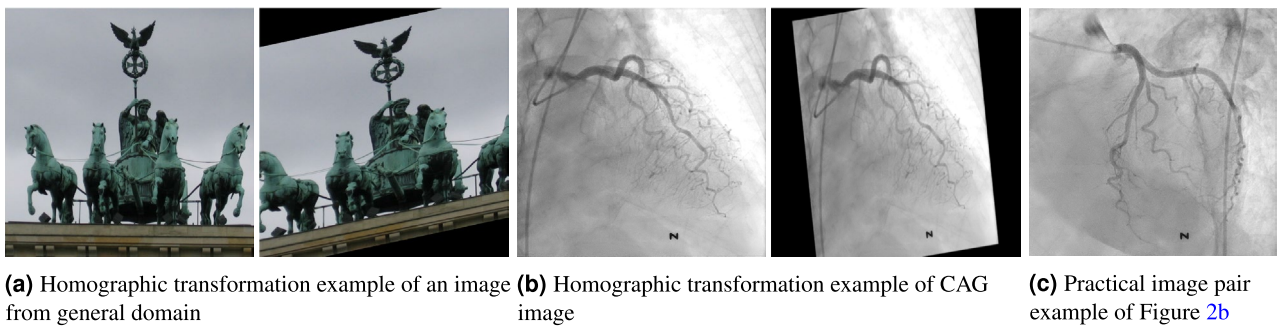 N
N
N
(a) Homographic transformation example of an image
from general domain
(b) Homographic transformation example of CAG
image
(c) Practical image pair
example of Figure 2b